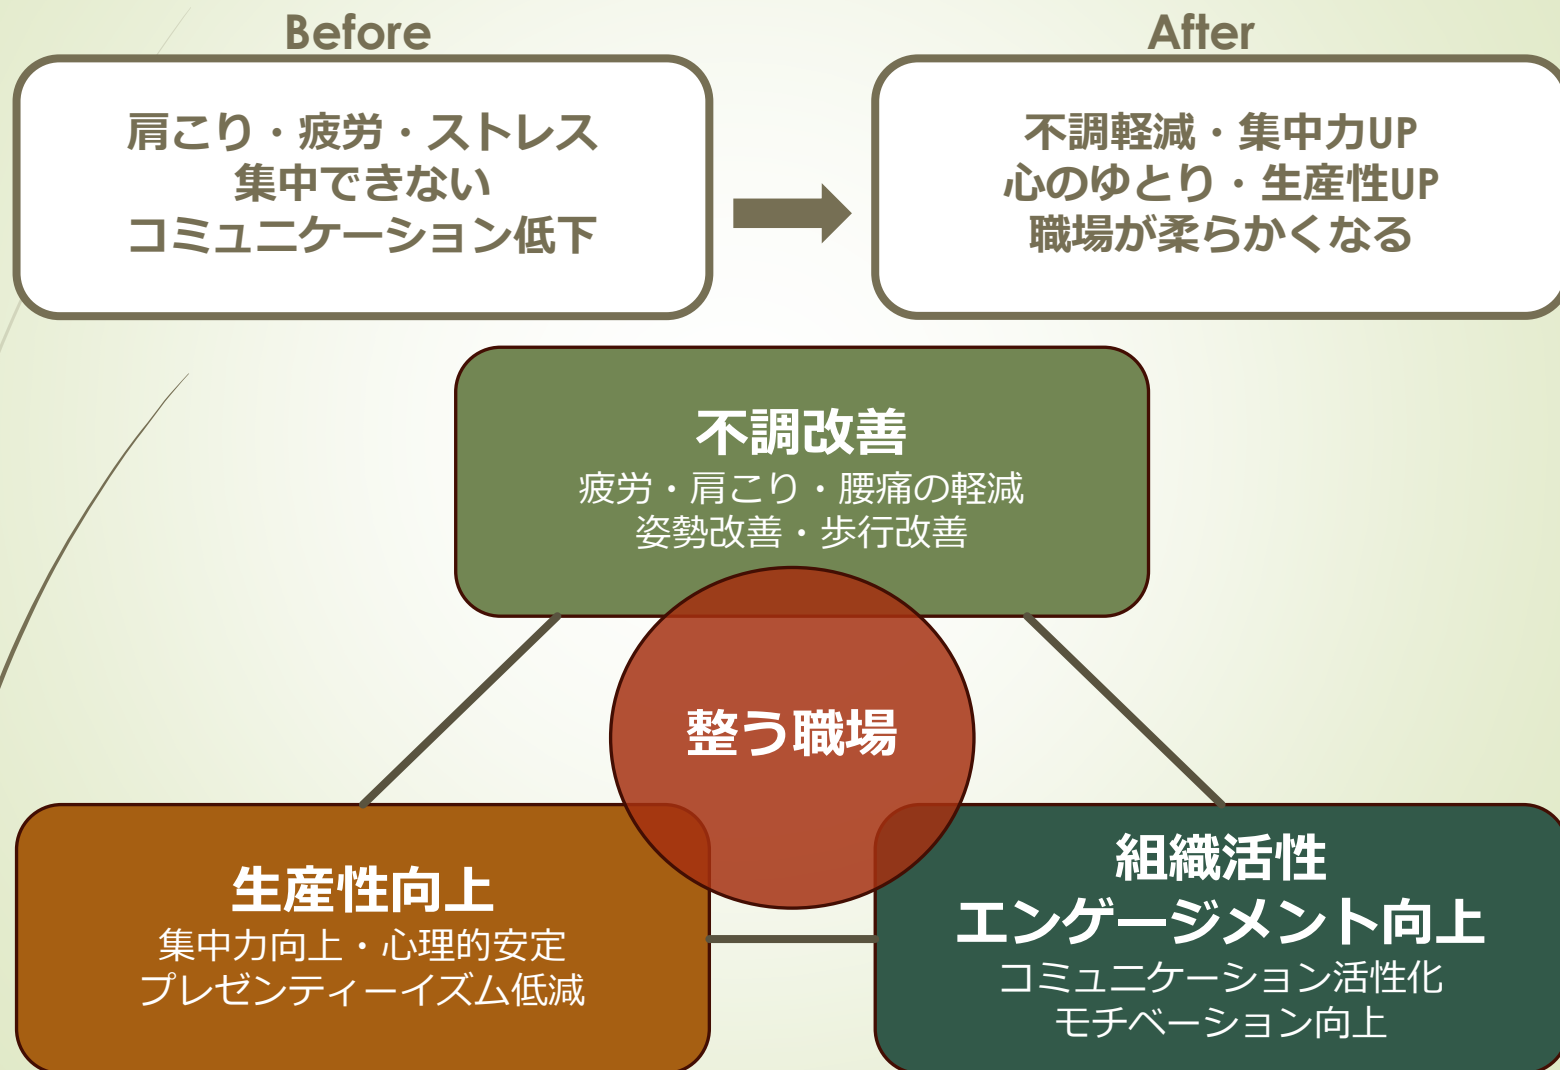 Before
肩こり・疲労・ストレス
集中できない
コミュニケーション低下
After
不調軽減・集中力UP
心のゆとり・生産性UP
職場が柔らかくなる
不調改善
疲労・肩こり・腰痛の軽減
姿勢改善・歩行改善
整う職場
生産性向上
集中力向上・心理的安定
プレゼンティーイズム低減
組織活性
エンゲージメント向上
コミュニケーション活性化
モチベーション向上